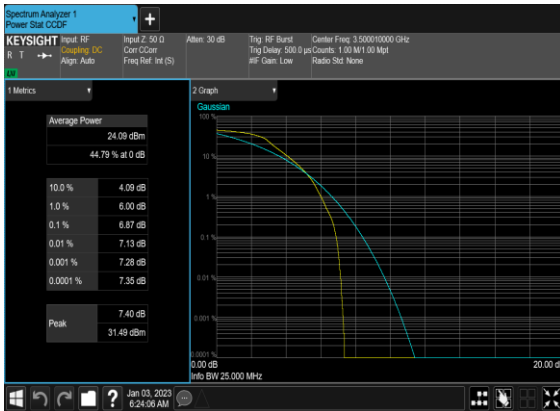 Spectrum Analyzer 1
Power Stat CCDF
+
KEYSIGHT
R T
LXI
Input: RF
Coupling: DC
Align: Auto
Input Z: 50 Ω
Corr CCorr
Freq Ref: Int (S)
Atten: 30 dB
Trig: RF Burst
Trig Delay: 500.0 µs
#IF Gain: Low
Center Freq: 3.500010000 GHz
Counts: 1.00 M/1.00 Mpt
Radio Std: None
1 Metrics
Average Power
24.09 dBm
44.79 % at 0 dB
10.0 % 4.09 dB
1.0 % 6.00 dB
0.1 % 6.87 dB
0.01 % 7.13 dB
0.001 % 7.28 dB
0.0001 % 7.35 dB
Peak
7.40 dB
31.49 dBm
2 Graph
Gaussian
100 %
10 %
1 %
0.1 %
0.01 %
0.001 %
0.0001 %
0.00 dB
20.00 d
Info BW 25.000 MHz
?
Jan 03, 2023
6:24:06 AM